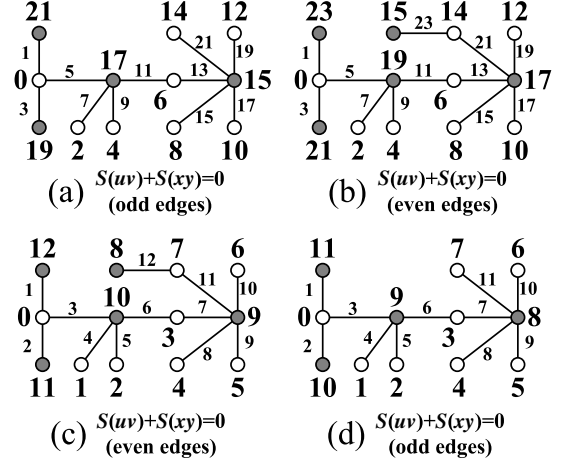 21 14 12
1 21 19
17
0 5 11 13 15
6
3 7 9 15 17
19 2 4 8 10
(a) S(uv)+S(xy)=0
(odd edges)
23 15 23 14 12
1 21 19
19
0 5 11 13 17
6
3 7 9 15 17
21 2 4 8 10
(b) S(uv)+S(xy)=0
(even edges)
12 8 12 7 6
1 11 10
10
0 3 6 7 9
3
2 4 5 8 9
11 1 2 4 5
(c) S(uv)+S(xy)=0
(even edges)
11 7 6
1 11 10
9
0 3 6 7 8
3
2 4 5 8 9
10 1 2 4 5
(d) S(uv)+S(xy)=0
(odd edges)